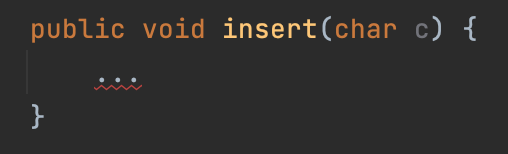 public void insert(char c) {
    ...
}